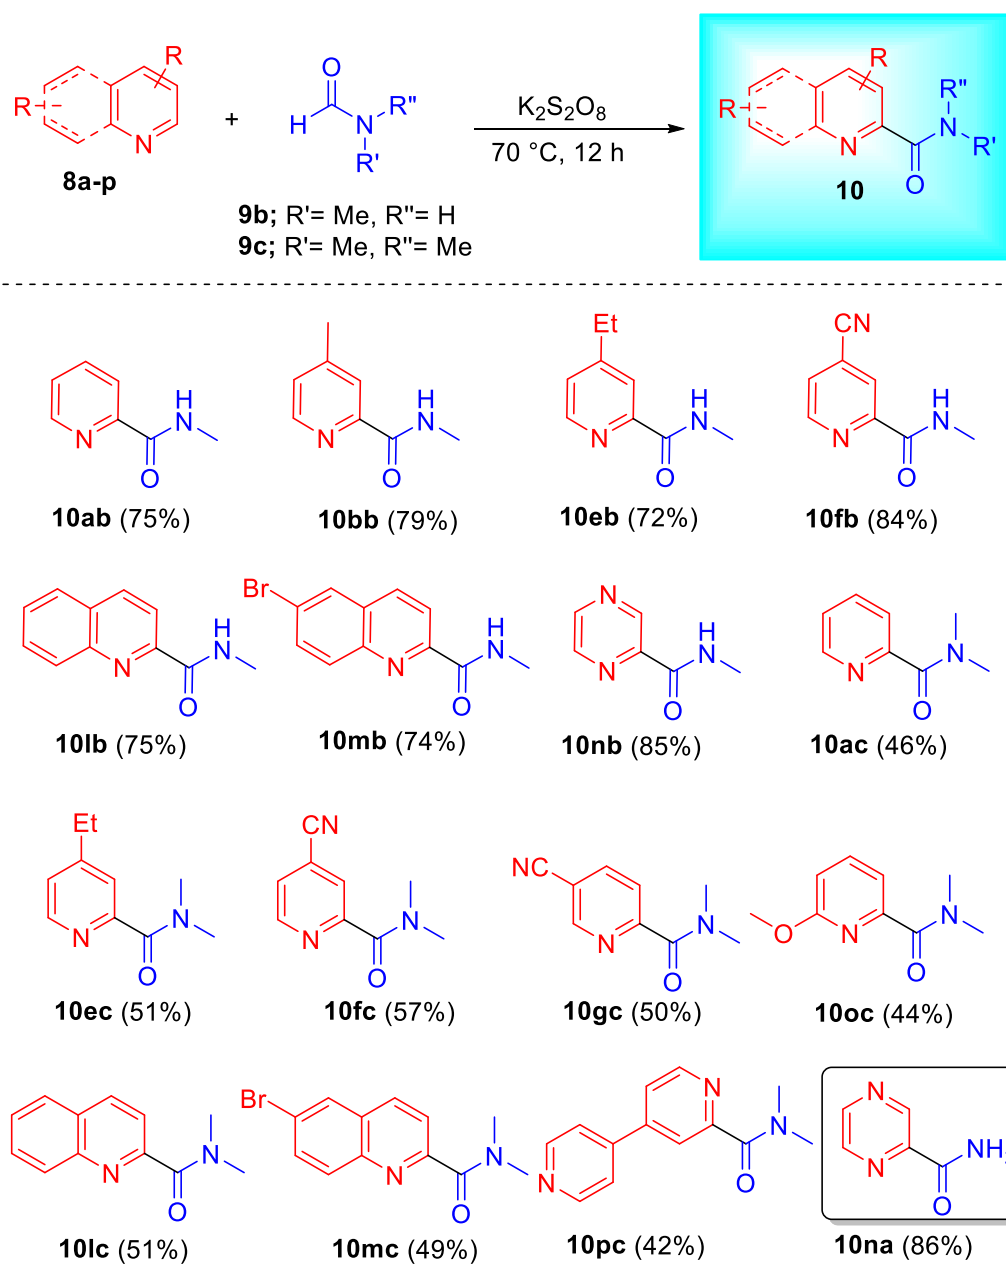 R
R
N
8a-p
+
O
H
N
R"
R'
9b; R'= Me, R"= H
9c; R'= Me, R"= Me
K2S2O8
70 °C, 12 h
R
R
N
O
N
R"
R'
10
N
O
H
N
10ab (75%)
N
O
H
N
10bb (79%)
Et
N
O
H
N
10eb (72%)
CN
N
O
H
N
10fb (84%)
N
O
H
N
10lb (75%)
Br
N
O
H
N
10mb (74%)
N
N
O
H
N
10nb (85%)
N
O
N
10ac (46%)
Et
N
O
N
10ec (51%)
CN
N
O
N
10fc (57%)
NC
N
O
N
10gc (50%)
O
N
O
N
10oc (44%)
N
O
N
10lc (51%)
Br
N
O
N
10mc (49%)
N
N
O
N
10pc (42%)
N
N
O
NH2
10na (86%)